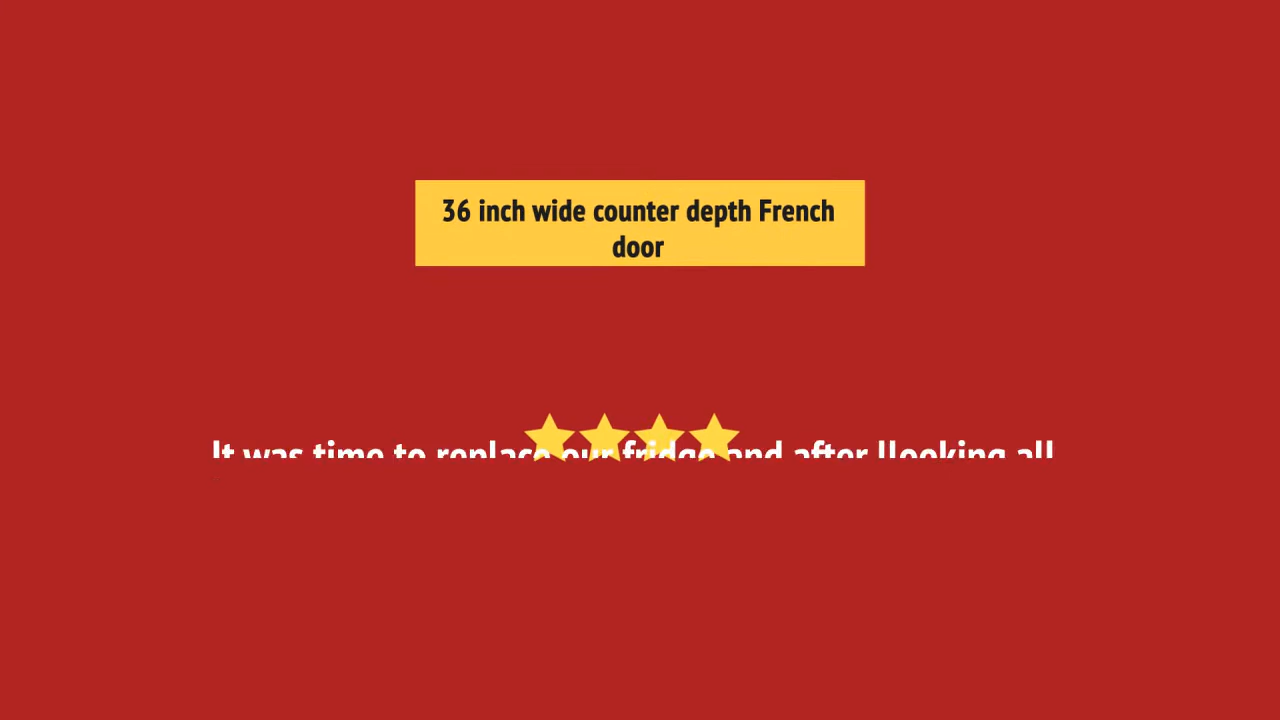 36 inch wide counter depth French
door
It was time to replace our fridge and after llooking all